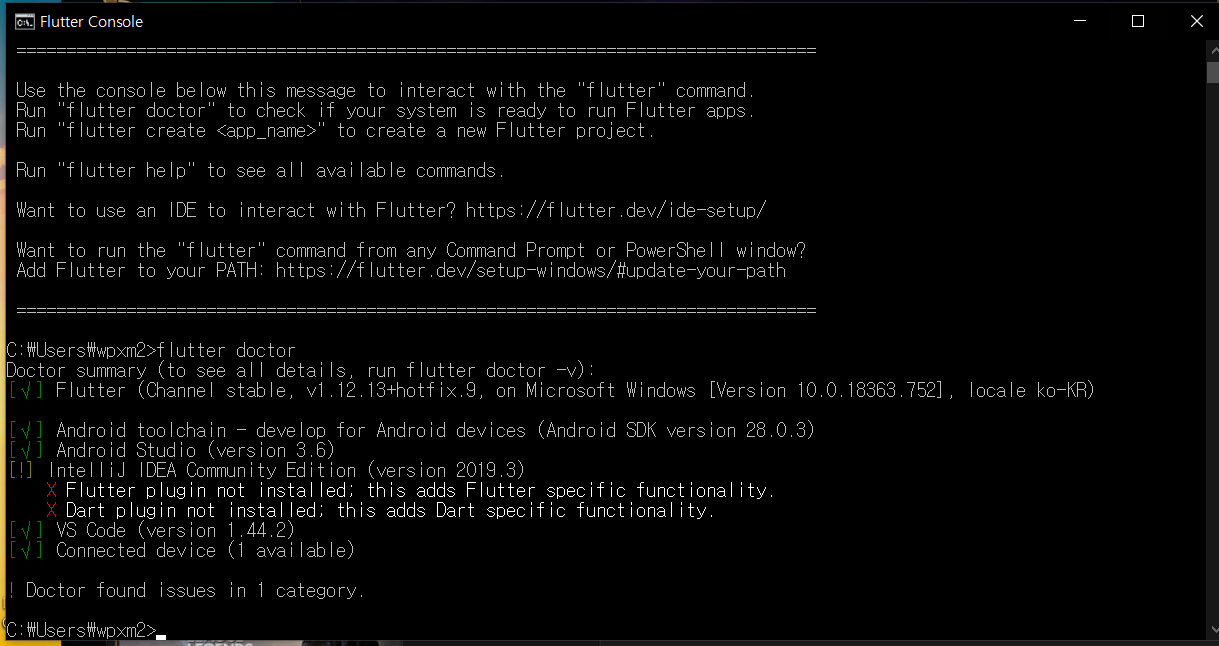 Flutter Console
================================================================================
Use the console below this message to interact with the "flutter" command.
Run "flutter doctor" to check if your system is ready to run Flutter apps.
Run "flutter create <app_name>" to create a new Flutter project.
Run "flutter help" to see all available commands.
Want to use an IDE to interact with Flutter? https://flutter.dev/ide-setup/
Want to run the "flutter" command from any Command Prompt or PowerShell window?
Add Flutter to your PATH: https://flutter.dev/setup-windows/#update-your-path
================================================================================
C:₩Users₩wpxm2>flutter doctor
Doctor summary (to see all details, run flutter doctor -v):
[√] Flutter (Channel stable, v1.12.13+hotfix.9, on Microsoft Windows [Version 10.0.18363.752], locale ko-KR)
[√] Android toolchain - develop for Android devices (Android SDK version 28.0.3)
[√] Android Studio (version 3.6)
[!] IntelliJ IDEA Community Edition (version 2019.3)
X Flutter plugin not installed; this adds Flutter specific functionality.
X Dart plugin not installed; this adds Dart specific functionality.
[√] VS Code (version 1.44.2)
[√] Connected device (1 available)
! Doctor found issues in 1 category.
C:₩Users₩wpxm2>